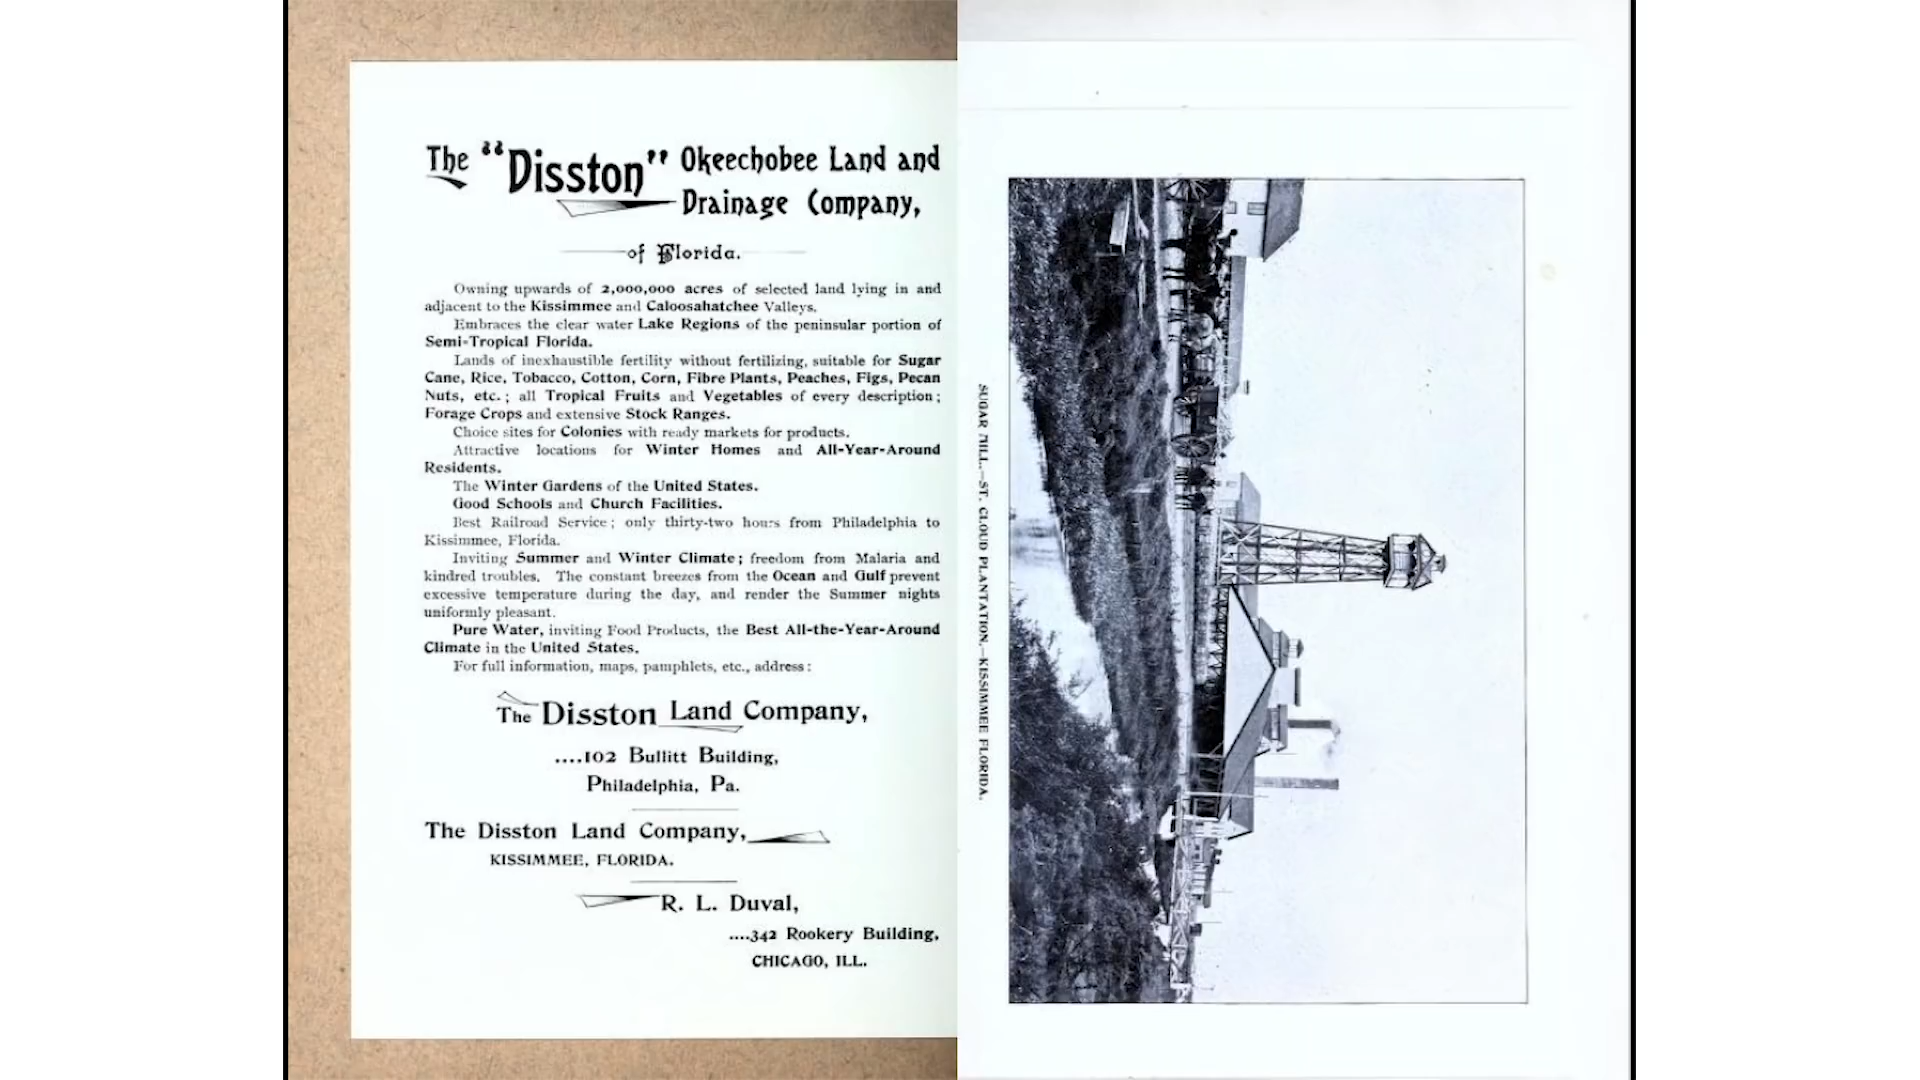 The "Disston" Okeechobee Land and
Drainage Company,
of Florida.
Owning upwards of 2,000,000 acres of selected land lying in and
adjacent to the Kissimmee and Caloosahatchee Valleys.
Embraces the clear water Lake Regions of the peninsular portion of
Semi-Tropical Florida.
Lands of inexhaustible fertility without fertilizing, suitable for Sugar
Cane, Rice, Tobacco, Cotton, Corn, Fibre Plants, Peaches, Figs, Pecan
Nuts, etc.; all Tropical Fruits and Vegetables of every description;
Forage Crops and extensive Stock Ranges.
Choice sites for Colonies with ready markets for products.
Attractive locations for Winter Homes and All-Year-Around
Residents.
The Winter Gardens of the United States.
Good Schools and Church Facilities.
Best Railroad Service; only thirty-two hours from Philadelphia to
Kissimmee, Florida.
Inviting Summer and Winter Climate; freedom from Malaria and
kindred troubles. The constant breezes from the Ocean and Gulf prevent
excessive temperature during the day, and render the Summer nights
uniformly pleasant.
Pure Water, inviting Food Products, the Best All-the-Year-Around
Climate in the United States.
For full information, maps, pamphlets, etc., address:
The Disston Land Company,
....102 Bullitt Building,
Philadelphia, Pa.
The Disston Land Company,
KISSIMMEE, FLORIDA.
R. L. Duval,
....342 Rookery Building,
CHICAGO, ILL.
SUGAR MILL.—ST. CLOUD PLANTATION.—KISSIMMEE FLORIDA.